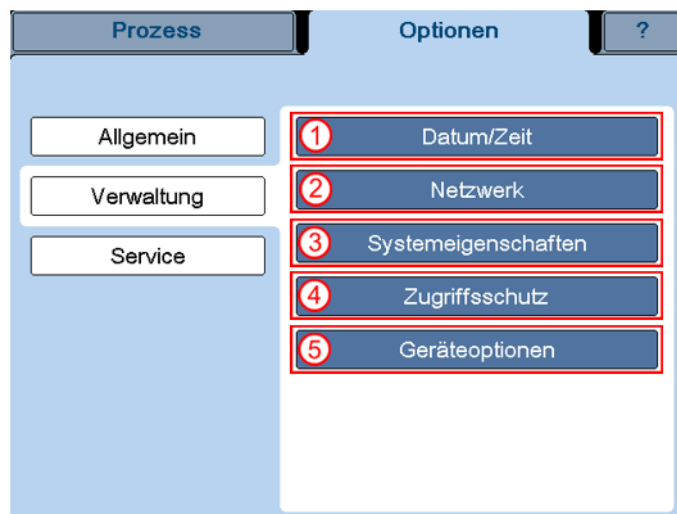 Prozess Optionen ?
Allgemein
Verwaltung
Service
1 Datum/Zeit
2 Netzwerk
3 Systemeigenschaften
4 Zugriffsschutz
5 Geräteoptionen